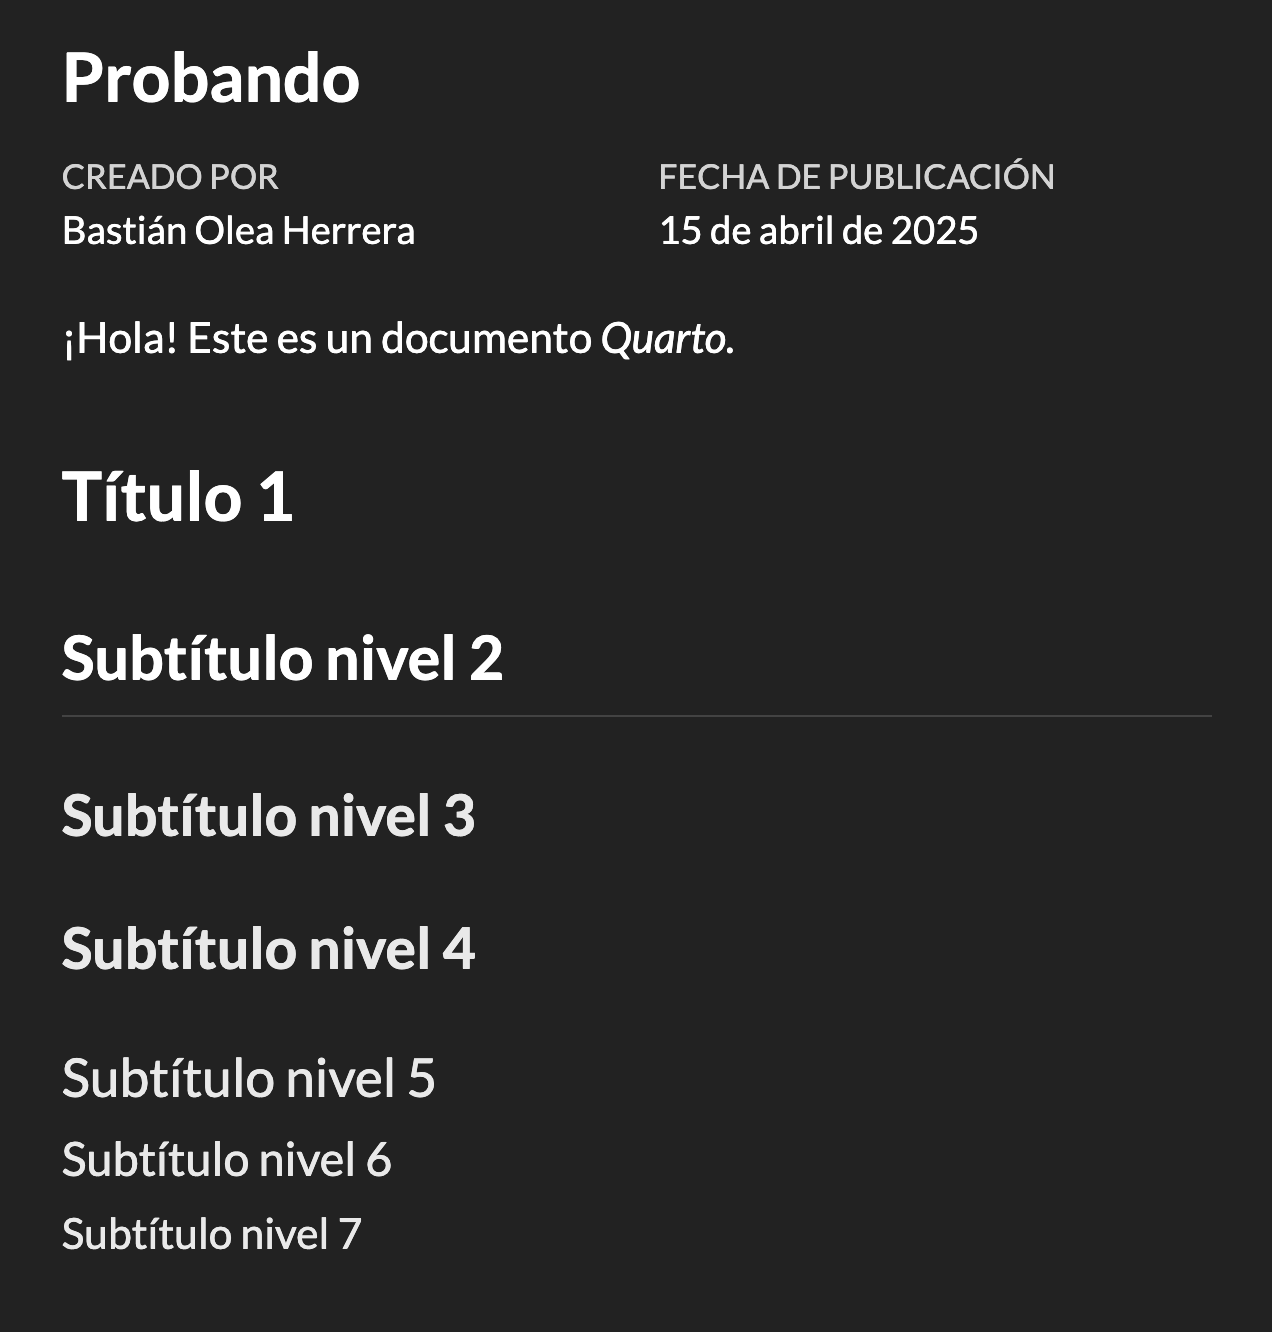 Probando
CREADO POR
Bastián Olea Herrera
FECHA DE PUBLICACIÓN
15 de abril de 2025
¡Hola! Este es un documento Quarto.
Título 1
Subtítulo nivel 2
Subtítulo nivel 3
Subtítulo nivel 4
Subtítulo nivel 5
Subtítulo nivel 6
Subtítulo nivel 7